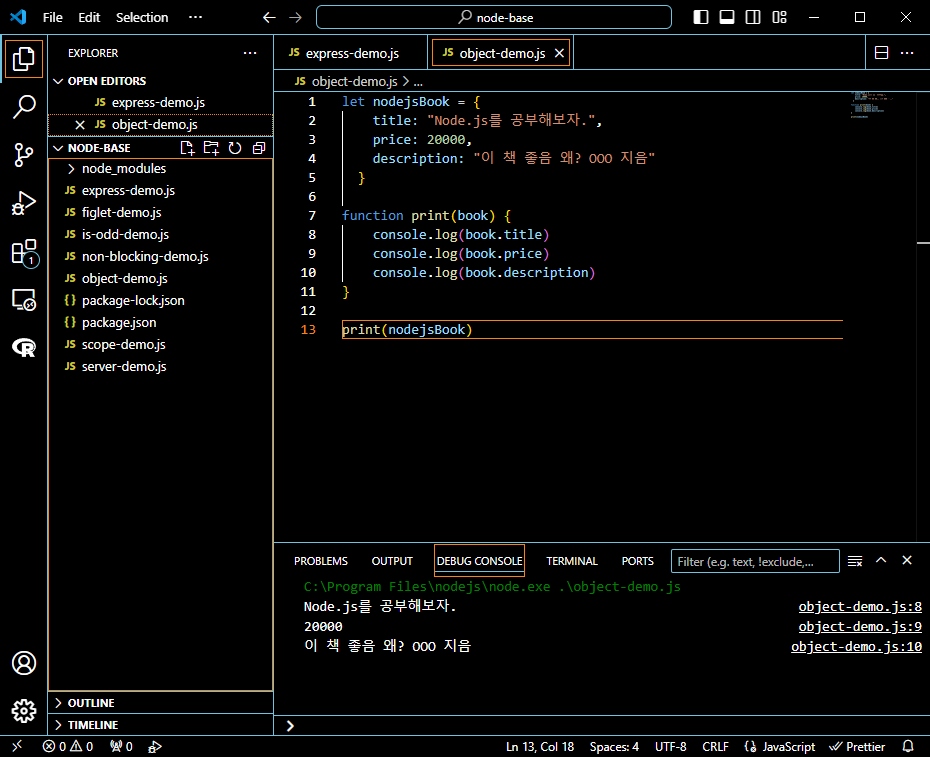 File Edit Selection ··· node-base
EXPLORER ···
OPEN EDITORS
JS express-demo.js
JS object-demo.js
NODE-BASE
node_modules
JS express-demo.js
JS figlet-demo.js
JS is-odd-demo.js
JS non-blocking-demo.js
JS object-demo.js
{} package-lock.json
{} package.json
JS scope-demo.js
JS server-demo.js
OUTLINE
TIMELINE
1
R
JS express-demo.js JS object-demo.js ···
JS object-demo.js > ...
1 let nodejsBook = {
2 title: "Node.js를 공부해보자.",
3 price: 20000,
4 description: "이 책 좋음 왜? OOO 지음"
5 }
6
7 function print(book) {
8 console.log(book.title)
9 console.log(book.price)
10 console.log(book.description)
11 }
12
13 print(nodejsBook)
PROBLEMS OUTPUT DEBUG CONSOLE TERMINAL PORTS Filter (e.g. text, !exclude,...
C:\Program Files\nodejs\node.exe .\object-demo.js
Node.js를 공부해보자. object-demo.js:8
20000 object-demo.js:9
이 책 좋음 왜? OOO 지음 object-demo.js:10
0 0 0 Ln 13, Col 18 Spaces: 4 UTF-8 CRLF {} JavaScript Prettier